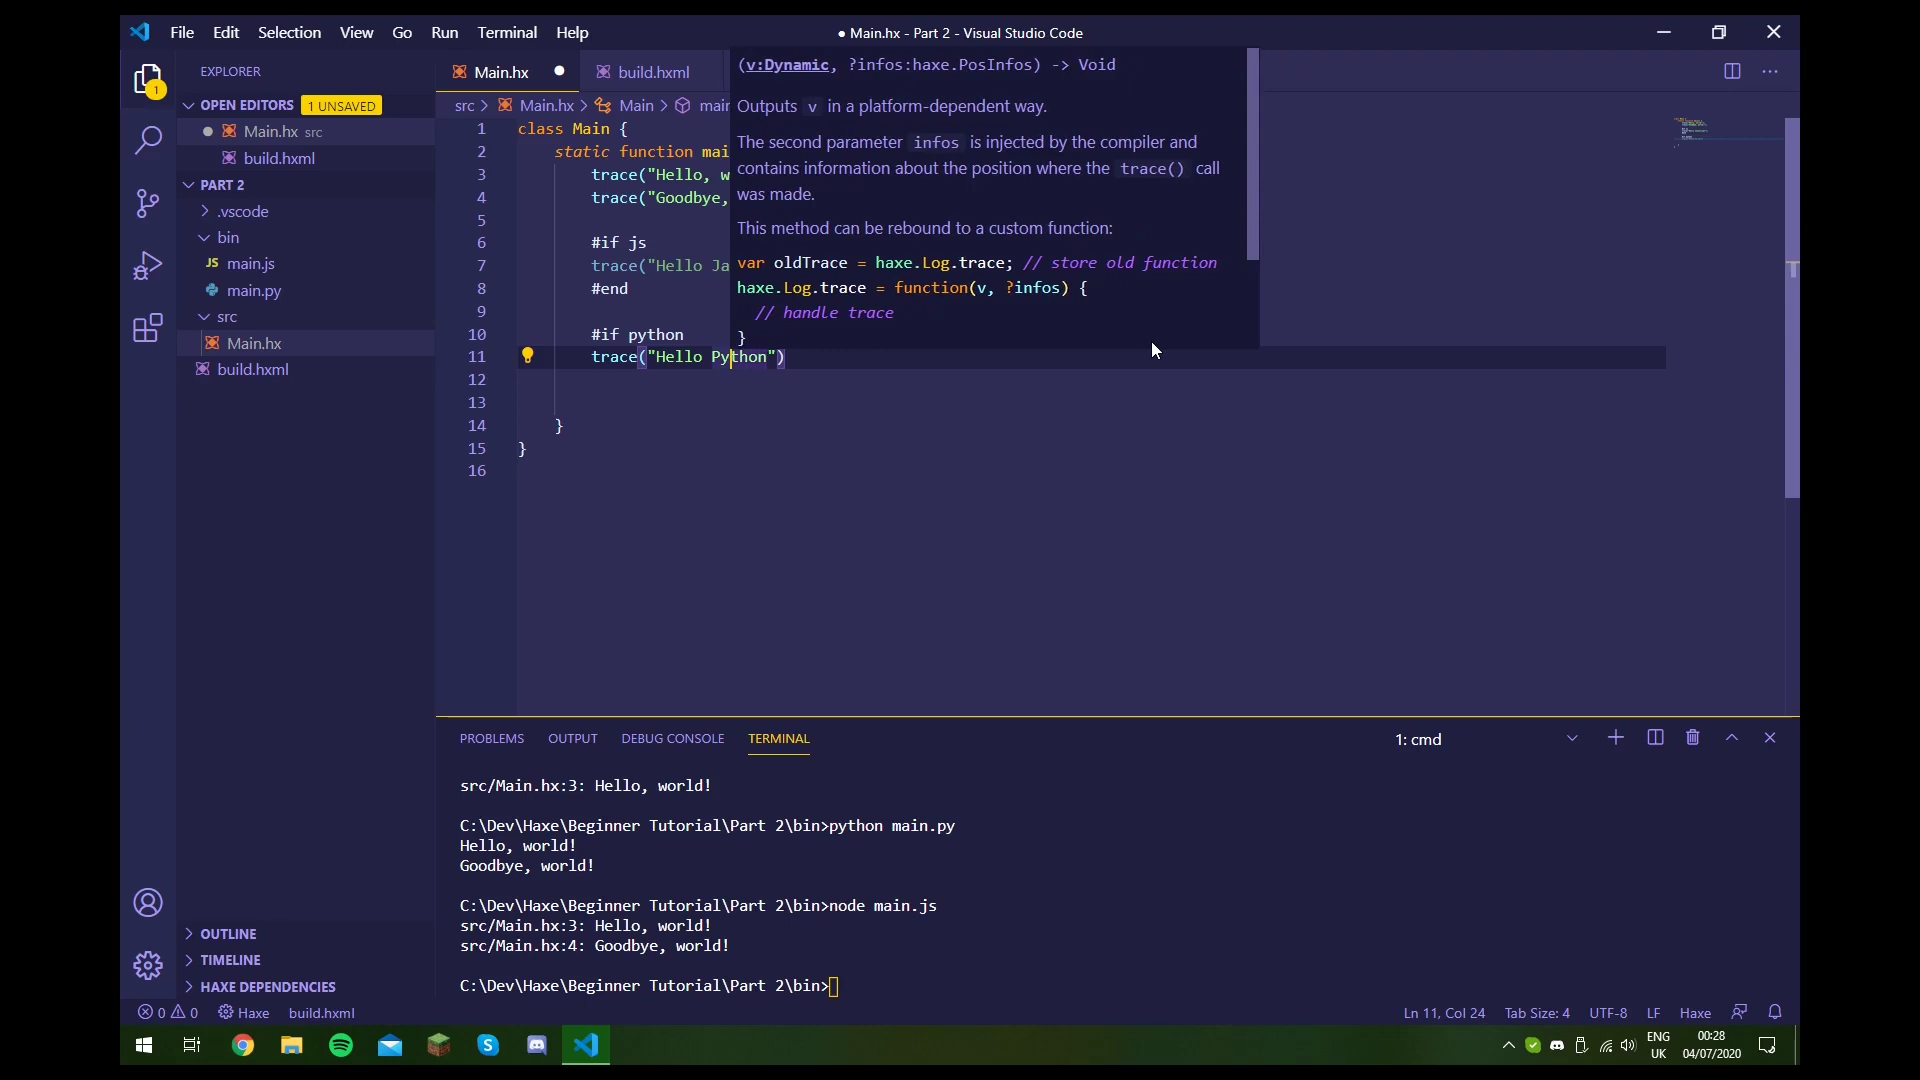 File Edit Selection View Go Run Terminal Help
● Main.hx - Part 2 - Visual Studio Code
1
EXPLORER
OPEN EDITORS 1 UNSAVED
Main.hx src
build.hxml
PART 2
.vscode
bin
JS main.js
main.py
src
Main.hx
build.hxml
OUTLINE
TIMELINE
HAXE DEPENDENCIES
Main.hx ● build.hxml
src > Main.hx > Main > main
1 class Main {
2 static function mai
3 trace("Hello, w
4 trace("Goodbye,
5
6 #if js
7 trace("Hello Ja
8 #end
9
10 #if python
11 trace("Hello Python")
12
13
14 }
15 }
16
(v:Dynamic, ?infos:haxe.PosInfos) -> Void
Outputs v in a platform-dependent way.
The second parameter infos is injected by the compiler and
contains information about the position where the trace() call
was made.
This method can be rebound to a custom function:
var oldTrace = haxe.Log.trace; // store old function
haxe.Log.trace = function(v, ?infos) {
// handle trace
}
PROBLEMS OUTPUT DEBUG CONSOLE TERMINAL
1: cmd
src/Main.hx:3: Hello, world!
C:\Dev\Haxe\Beginner Tutorial\Part 2\bin>python main.py
Hello, world!
Goodbye, world!
C:\Dev\Haxe\Beginner Tutorial\Part 2\bin>node main.js
src/Main.hx:3: Hello, world!
src/Main.hx:4: Goodbye, world!
C:\Dev\Haxe\Beginner Tutorial\Part 2\bin>
0 0 Haxe build.hxml
Ln 11, Col 24 Tab Size: 4 UTF-8 LF Haxe
ENG
UK
00:28
04/07/2020